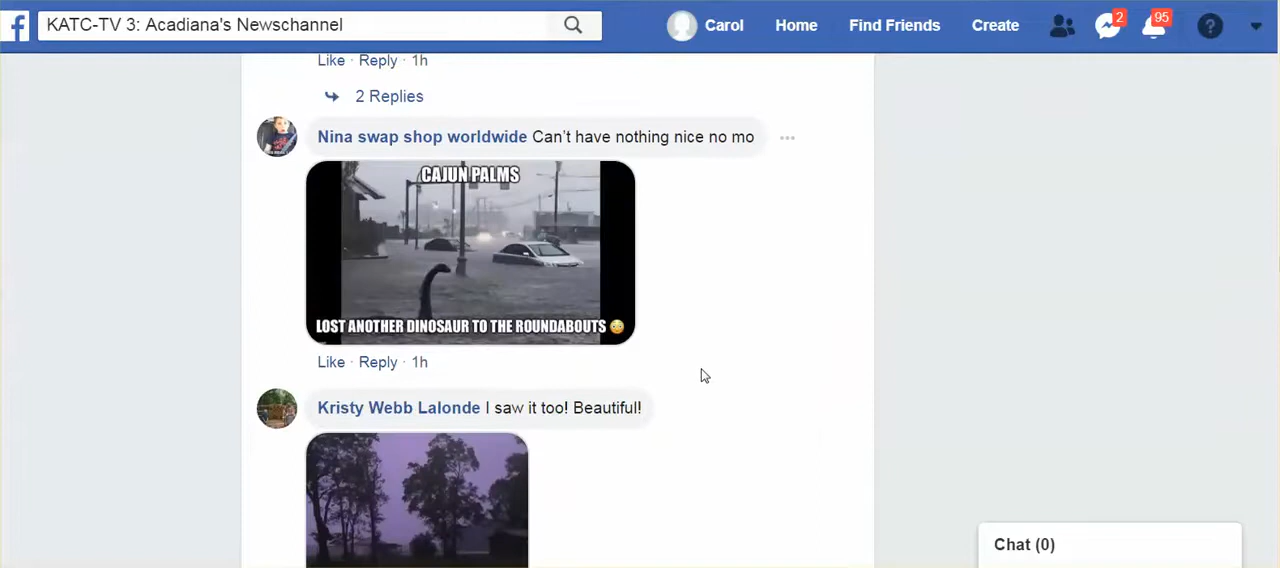 f
KATC-TV 3: Acadiana's Newschannel
Carol
Home
Find Friends
Create
2
95
?
Like · Reply · 1h
2 Replies
Nina swap shop worldwide Can't have nothing nice no mo
CAJUN PALMS
LOST ANOTHER DINOSAUR TO THE ROUNDABOUTS 😳
Like · Reply · 1h
Kristy Webb Lalonde I saw it too! Beautiful!
Chat (0)